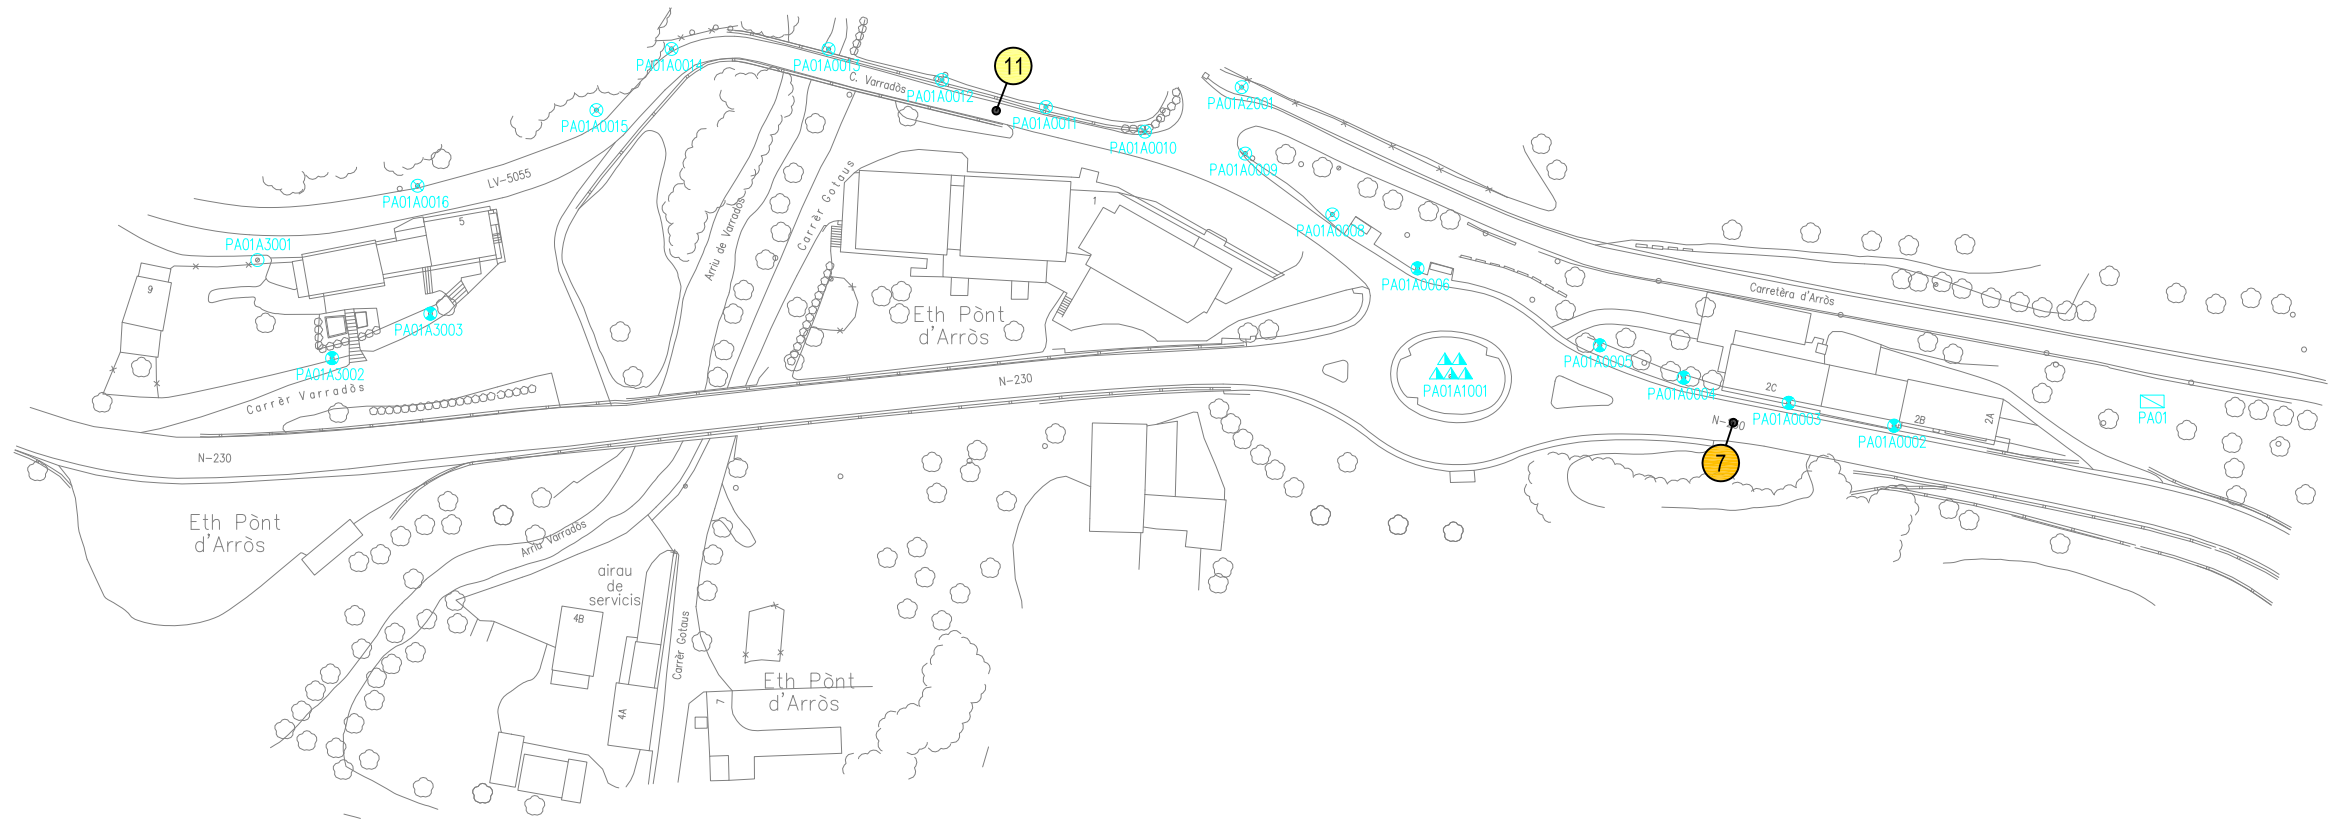 11
PA01A0014
PA01A0013
C. Varradòs
PA01A0012
PA01A0011
PA01A0010
PA01A2001
PA01A0015
PA01A0009
LV-5055
PA01A0016
Carrèr Gotaus
Arriu de Varradòs
1
PA01A0008
5
PA01A3001
9
PA01A0006
Carretèra d'Arròs
PA01A3003
Eth Pònt
d'Arròs
PA01A0005
PA01A3002
Carrèr Varradòs
N-230
PA01A1001
PA01A0004
2C
PA01A0003
2B
2A
PA01A0002
PA01
N-230
7
N-230
Eth Pònt
d'Arròs
Arriu Varradòs
airau
de
servicis
4B
Carrèr Gotaus
4A
Eth Pònt
d'Arròs
7